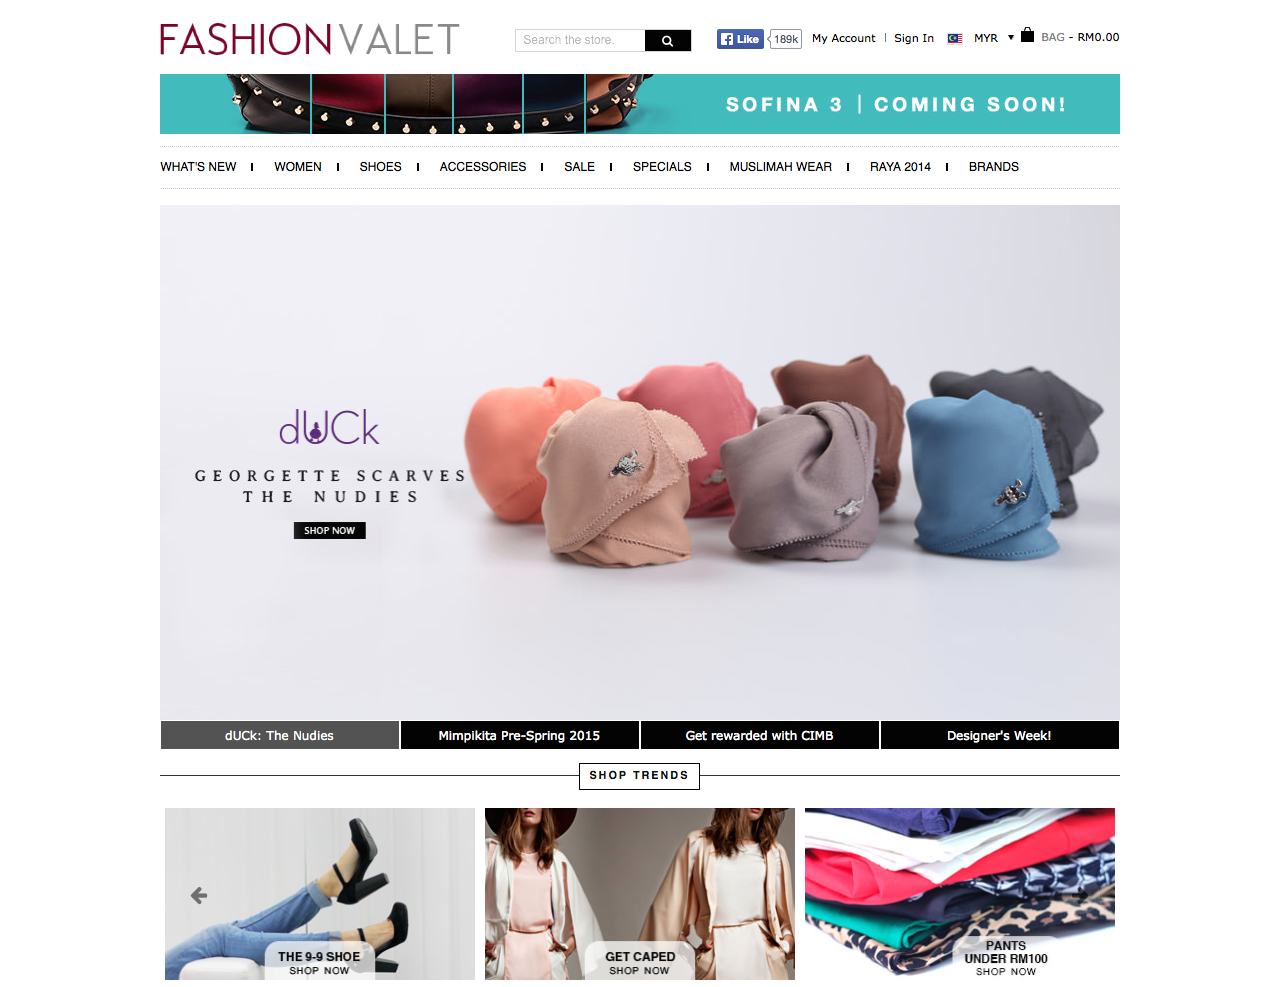 FASHIONVALET
Search the store.
Like
189k
My Account
Sign In
MYR
BAG - RM0.00
SOFINA 3 | COMING SOON!
WHAT'S NEW
WOMEN
SHOES
ACCESSORIES
SALE
SPECIALS
MUSLIMAH WEAR
RAYA 2014
BRANDS
dUCk
GEORGETTE SCARVES
THE NUDIES
SHOP NOW
dUCk: The Nudies
Mimpikita Pre-Spring 2015
Get rewarded with CIMB
Designer's Week!
SHOP TRENDS
THE 9-9 SHOE
SHOP NOW
GET CAPED
SHOP NOW
PANTS
UNDER RM100
SHOP NOW